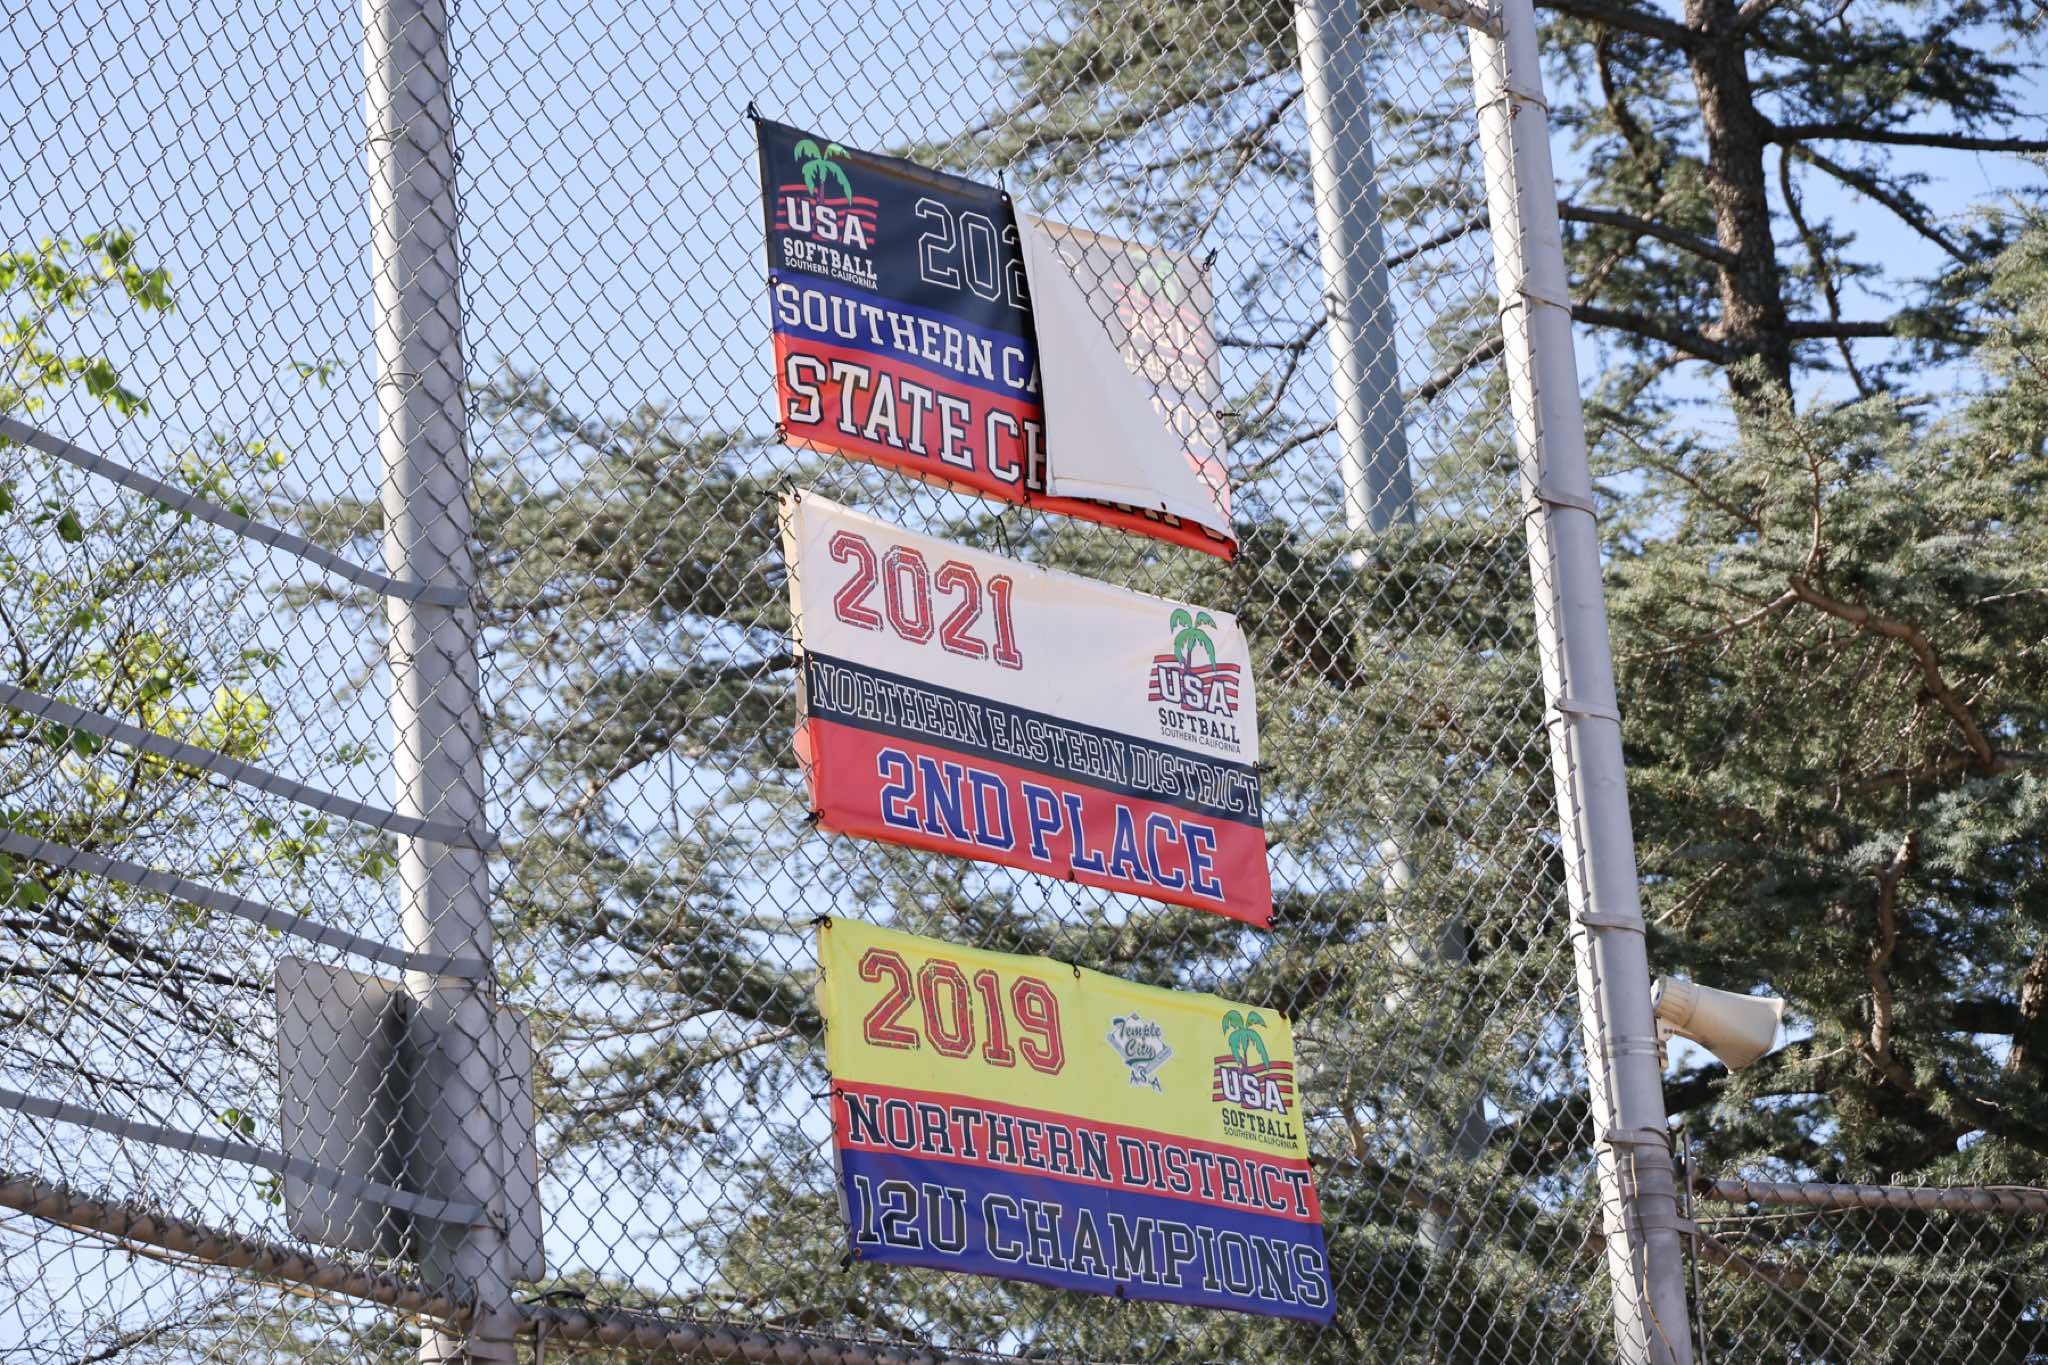 USA
SOFTBALL
SOUTHERN CALIFORNIA
202
SOUTHERN CA
STATE CH
2021
USA
SOFTBALL
SOUTHERN CALIFORNIA
NORTHERN EASTERN DISTRICT
2ND PLACE
2019
Temple
City
A.S.A
USA
SOFTBALL
SOUTHERN CALIFORNIA
NORTHERN DISTRICT
12U CHAMPIONS